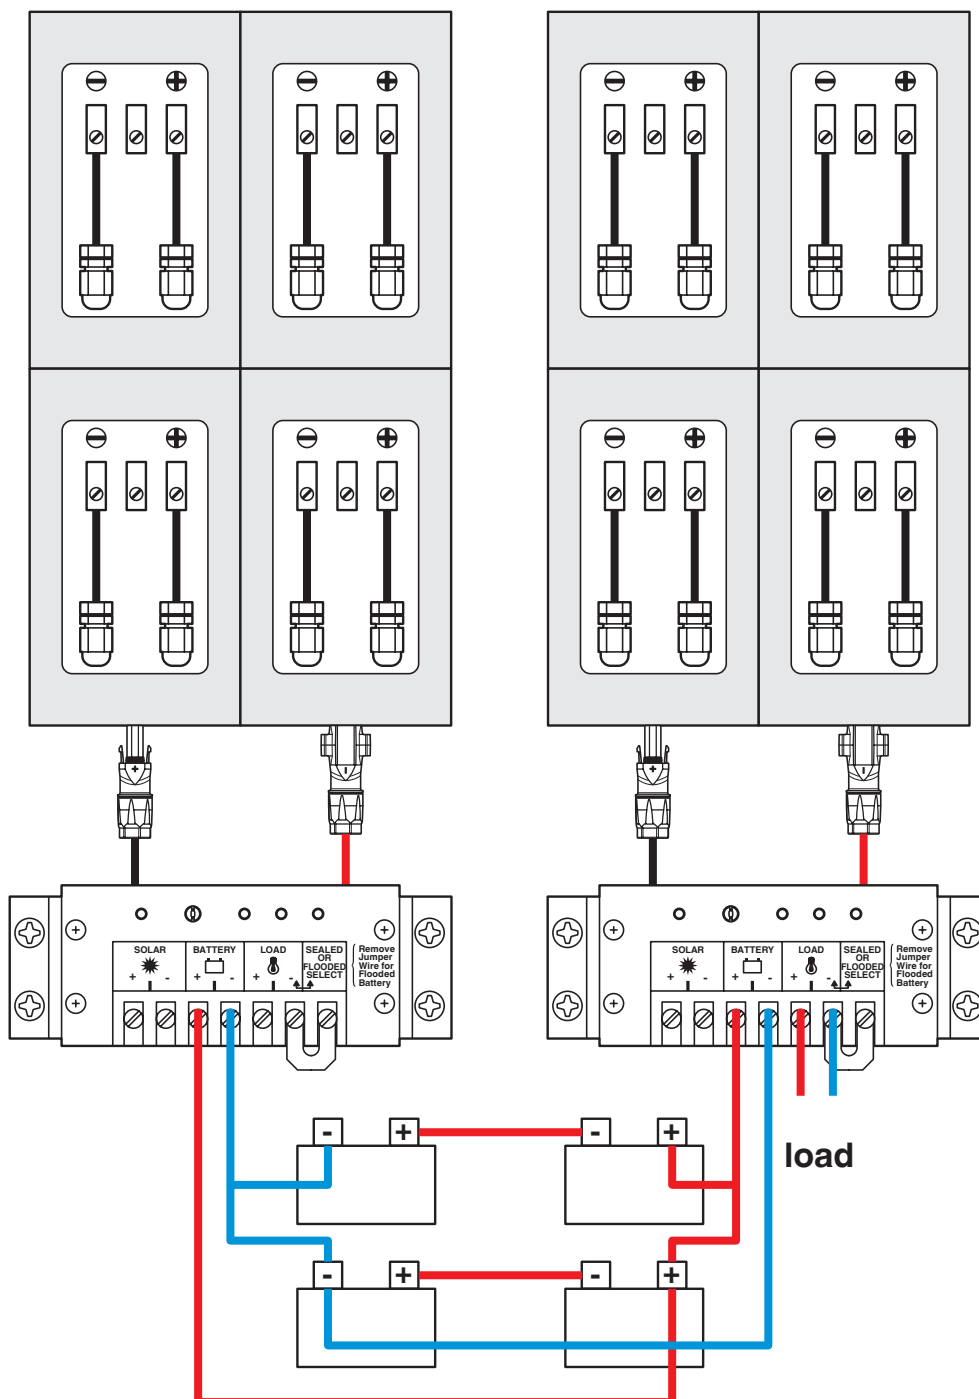 +
-
+
-
SOLAR
+ -
BATTERY
+ -
LOAD
+ -
SEALED
OR
FLOODED
SELECT
Remove
Jumper
Wire for
Flooded
Battery
SOLAR
+ -
BATTERY
+ -
LOAD
+ -
SEALED
OR
FLOODED
SELECT
Remove
Jumper
Wire for
Flooded
Battery
- + - +
load
- + - +